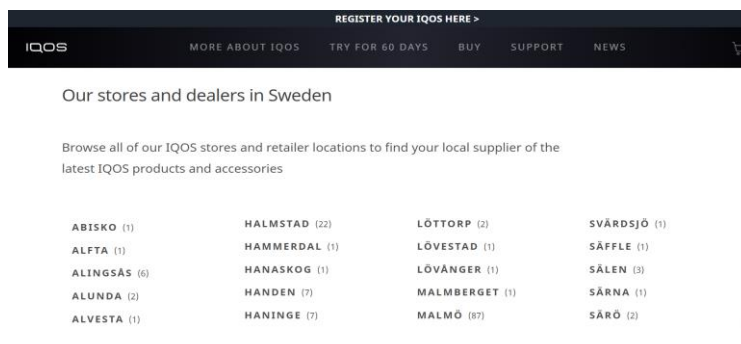 REGISTER YOUR IQOS HERE >
IQOS MORE ABOUT IQOS TRY FOR 60 DAYS BUY SUPPORT NEWS
Our stores and dealers in Sweden
Browse all of our IQOS stores and retailer locations to find your local supplier of the
latest IQOS products and accessories
ABISKO (1)
ALFTA (1)
ALINGSÅS (6)
ALUNDA (2)
ALVESTA (1)
HALMSTAD (22)
HAMMERDAL (1)
HANASKOG (1)
HANDEN (7)
HANINGE (7)
LÖTTORP (2)
LÖVESTAD (1)
LÖVÅNGER (1)
MALMBERGET (1)
MALMÖ (87)
SVÄRDSJÖ (1)
SÄFFLE (1)
SÄLEN (3)
SÄRNA (1)
SÄRÖ (2)